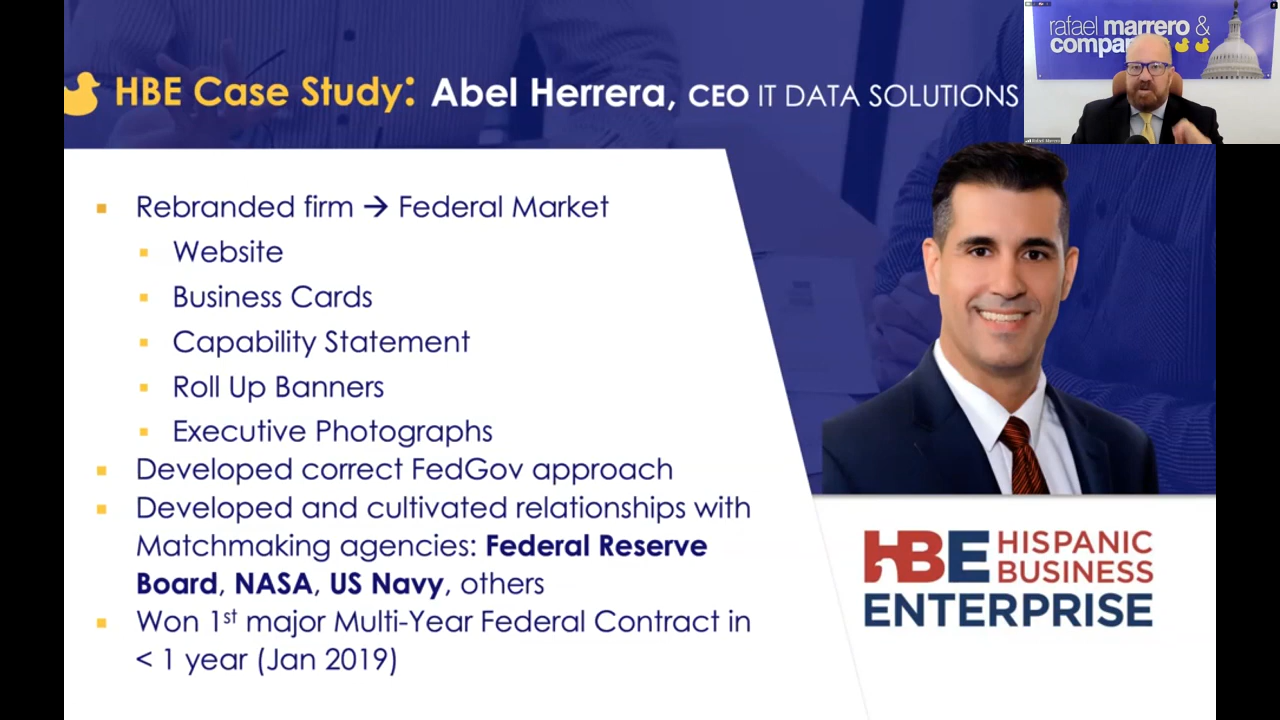 HBE Case Study: Abel Herrera, CEO IT DATA SOLUTIONS
rafael marrero &
compan
Rebranded firm → Federal Market
Website
Business Cards
Capability Statement
Roll Up Banners
Executive Photographs
Developed correct FedGov approach
Developed and cultivated relationships with
Matchmaking agencies: Federal Reserve
Board, NASA, US Navy, others
Won 1st major Multi-Year Federal Contract in
< 1 year (Jan 2019)
HBE HISPANIC
BUSINESS
ENTERPRISE
Rafael Marrero